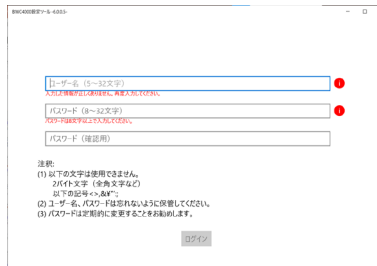 BWC4000設定ツール-4.0.0.5-
ユーザー名（5～32文字）
入力した情報が正しくありません。再度入力してください。
パスワード（8～32文字）
パスワードは8文字以上で入力してください。
パスワード（確認用）
注釈:
(1) 以下の文字は使用できません。
2バイト文字（全角文字など）
以下の記号<>,&¥"';
(2) ユーザー名、パスワードは忘れないように保管してください。
(3) パスワードは定期的に変更することをお勧めします。
ログイン